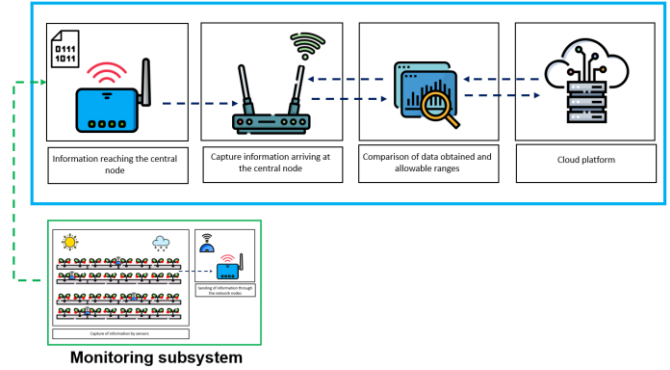 0111
1011
Information reaching the central
node
Capture information arriving at
the central node
Comparison of data obtained and
allowable ranges
Cloud platform
Sending of information through
the network nodes
Capture of information by sensors
Monitoring subsystem